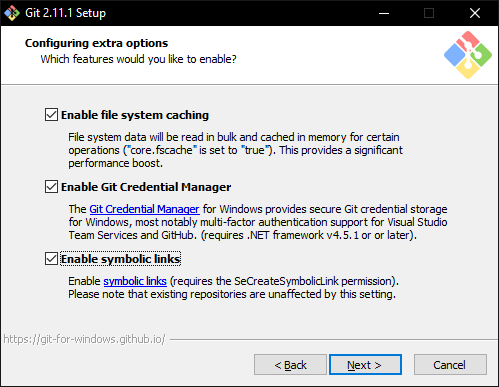 Git 2.11.1 Setup
Configuring extra options
Which features would you like to enable?
Enable file system caching
File system data will be read in bulk and cached in memory for certain
operations ("core.fscache" is set to "true"). This provides a significant
performance boost.
Enable Git Credential Manager
The Git Credential Manager for Windows provides secure Git credential storage
for Windows, most notably multi-factor authentication support for Visual Studio
Team Services and GitHub. (requires .NET framework v4.5.1 or or later).
Enable symbolic links
Enable symbolic links (requires the SeCreateSymbolicLink permission).
Please note that existing repositories are unaffected by this setting.
https://git-for-windows.github.io/
< Back
Next >
Cancel